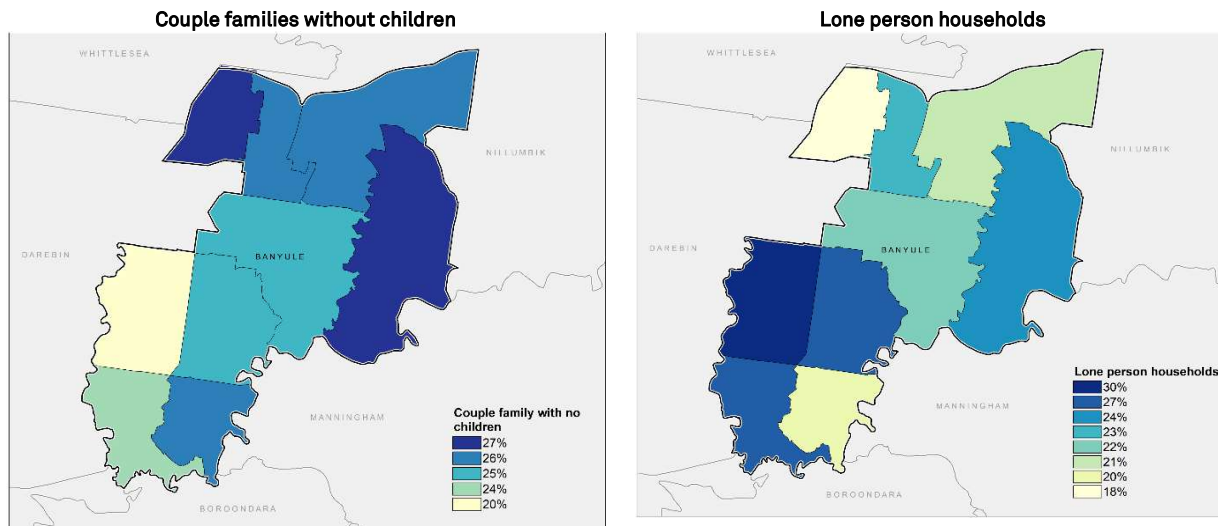 Couple families without children
WHITTLESEA
NILLUMBIK
DAREBIN
BANYULE
MANNINGHAM
BOROONDARA
Couple family with no
children
27%
26%
25%
24%
20%
Lone person households
WHITTLESEA
NILLUMBIK
DAREBIN
BANYULE
MANNINGHAM
BOROONDARA
Lone person households
30%
27%
24%
23%
22%
21%
20%
18%